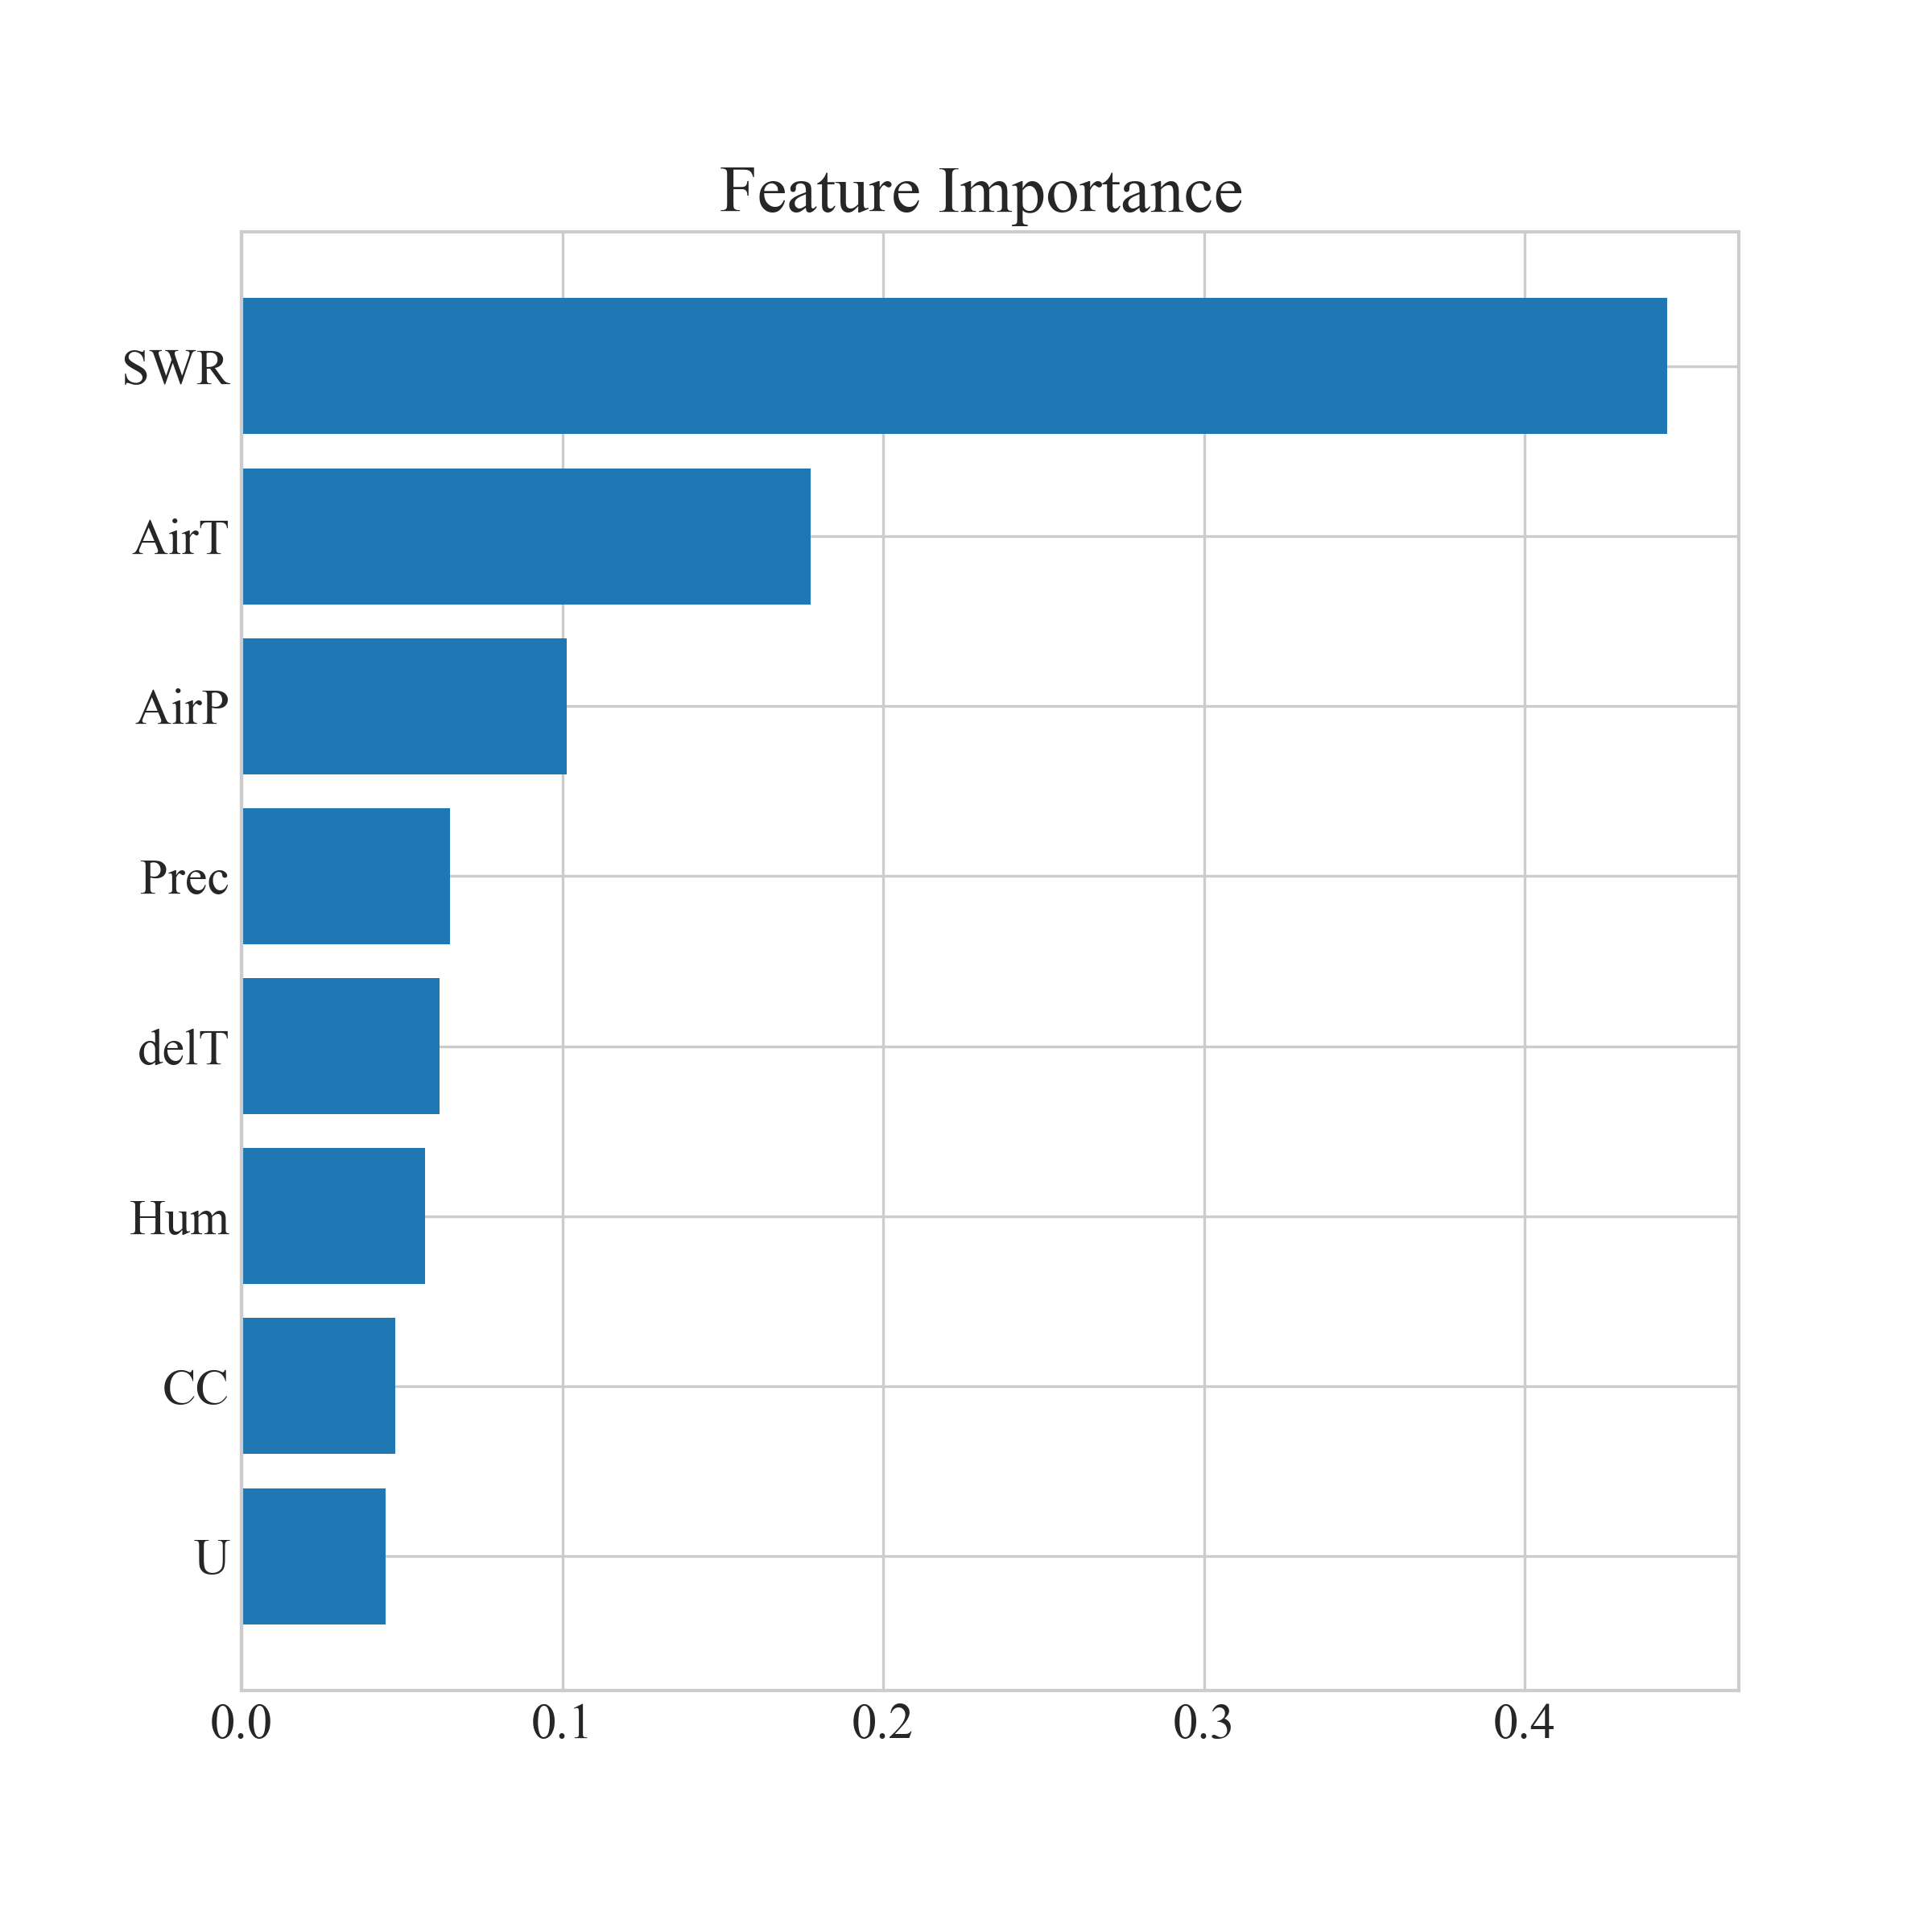 Feature Importance
SWR
AirT
AirP
Prec
delT
Hum
CC
U
0.0 0.1 0.2 0.3 0.4